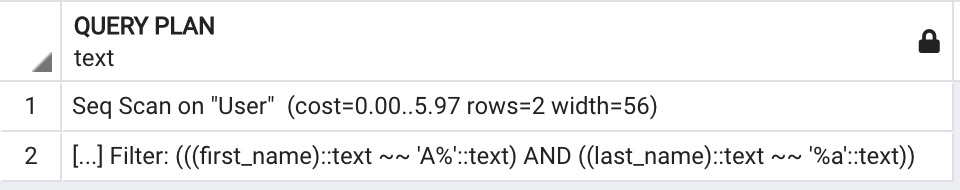 QUERY PLAN
text
1 Seq Scan on "User" (cost=0.00..5.97 rows=2 width=56)
2 [...] Filter: (((first_name)::text ~~ 'A%'::text) AND ((last_name)::text ~~ '%a'::text))